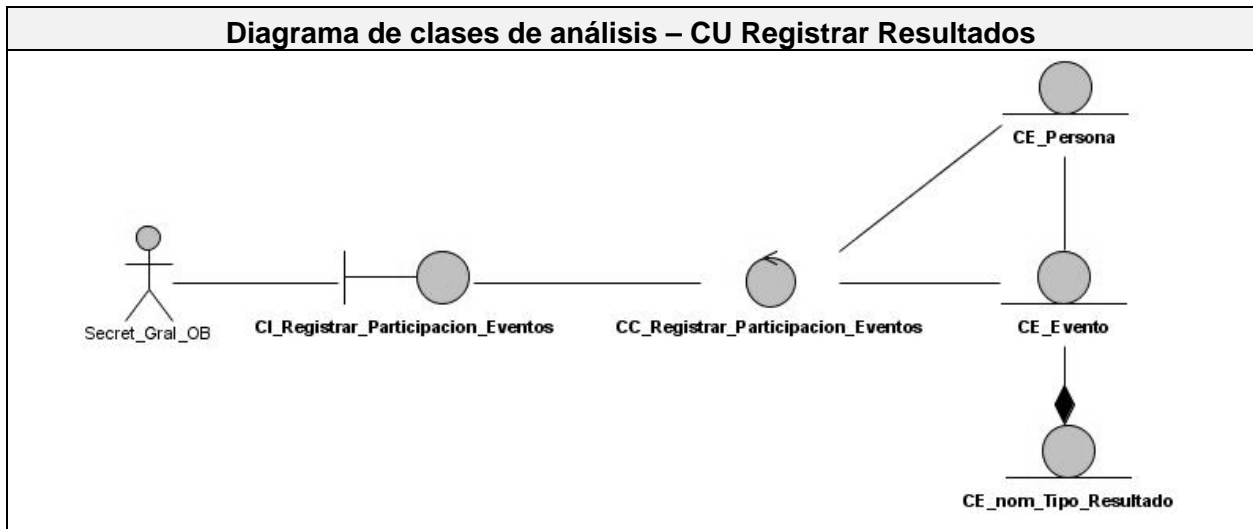 Diagrama de clases de análisis – CU Registrar Resultados
CE_Persona
Secret_Gral_OB
CI_Registrar_Participacion_Eventos
CC_Registrar_Participacion_Eventos
CE_Evento
CE_nom_Tipo_Resultado